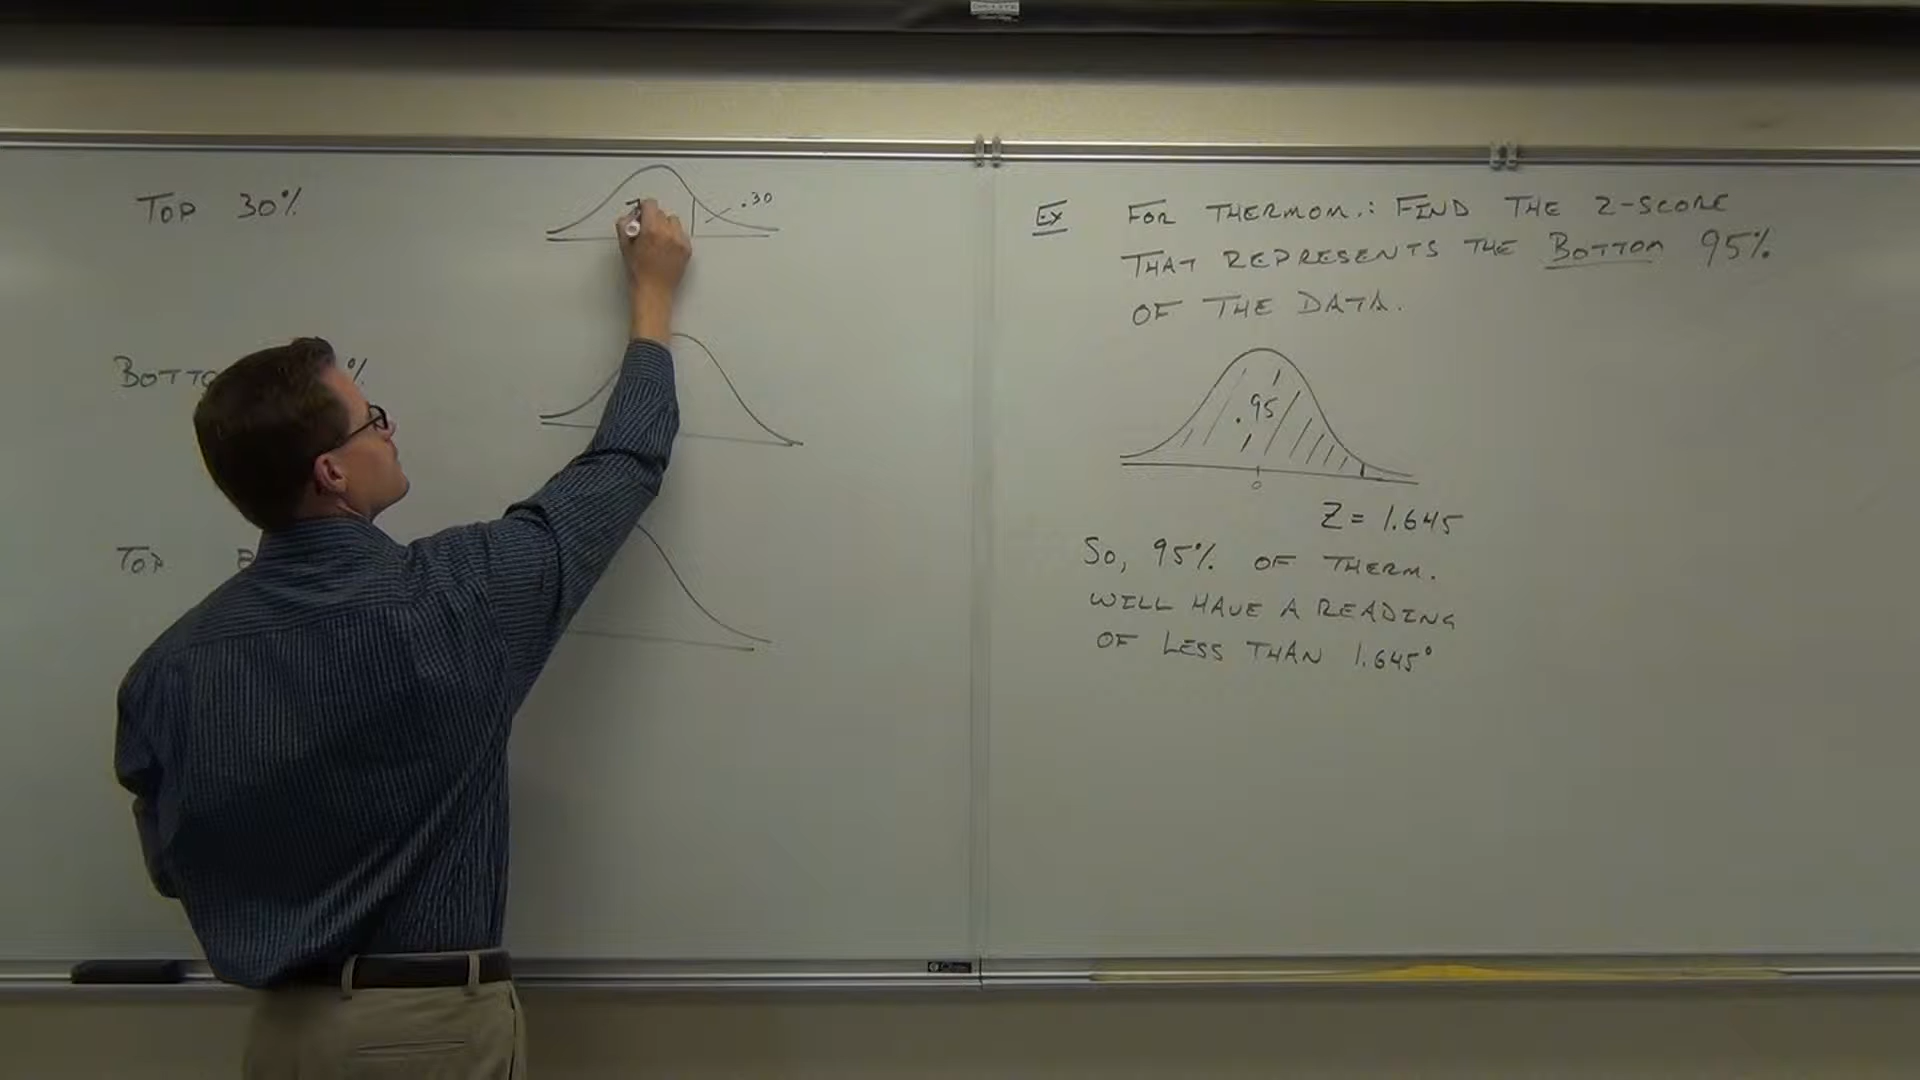 TOP 30%
.30
%
TOP
EX FOR THERMOM.: FIND THE Z-SCORE
THAT REPRESENTS THE BOTTOM 95%
OF THE DATA.
.95
0
Z = 1.645
SO, 95% OF THERM.
WILL HAVE A READING
OF LESS THAN 1.645°